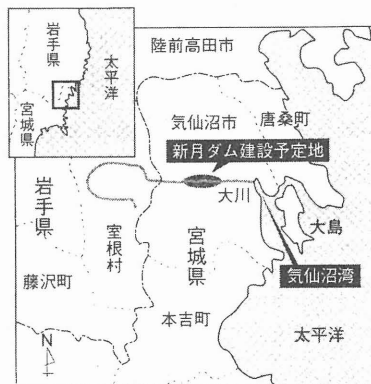 岩手県
太平洋
宮城県
陸前高田市
気仙沼市
唐桑町
新月ダム建設予定地
大川
大島
岩手県
室根村
宮城県
気仙沼湾
藤沢町
本吉町
太平洋
N